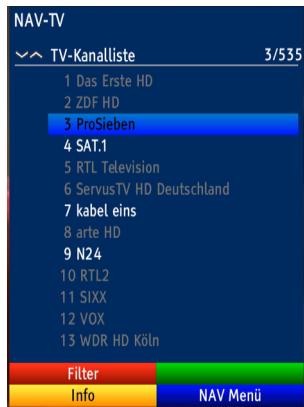 NAV-TV
TV-Kanalliste 3/535
1 Das Erste HD
2 ZDF HD
3 ProSieben
4 SAT.1
5 RTL Television
6 ServusTV HD Deutschland
7 kabel eins
8 arte HD
9 N24
10 RTL2
11 SIXX
12 VOX
13 WDR HD Köln
Filter
Info NAV Menü